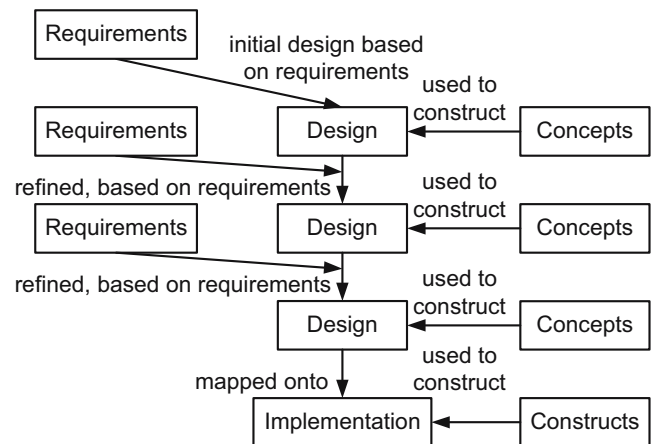 Requirements
initial design based
on requirements
used to
construct
Requirements
Design
Concepts
refined, based on requirements
used to
construct
Requirements
Design
Concepts
refined, based on requirements
used to
construct
Design
Concepts
mapped onto
used to
construct
Implementation
Constructs